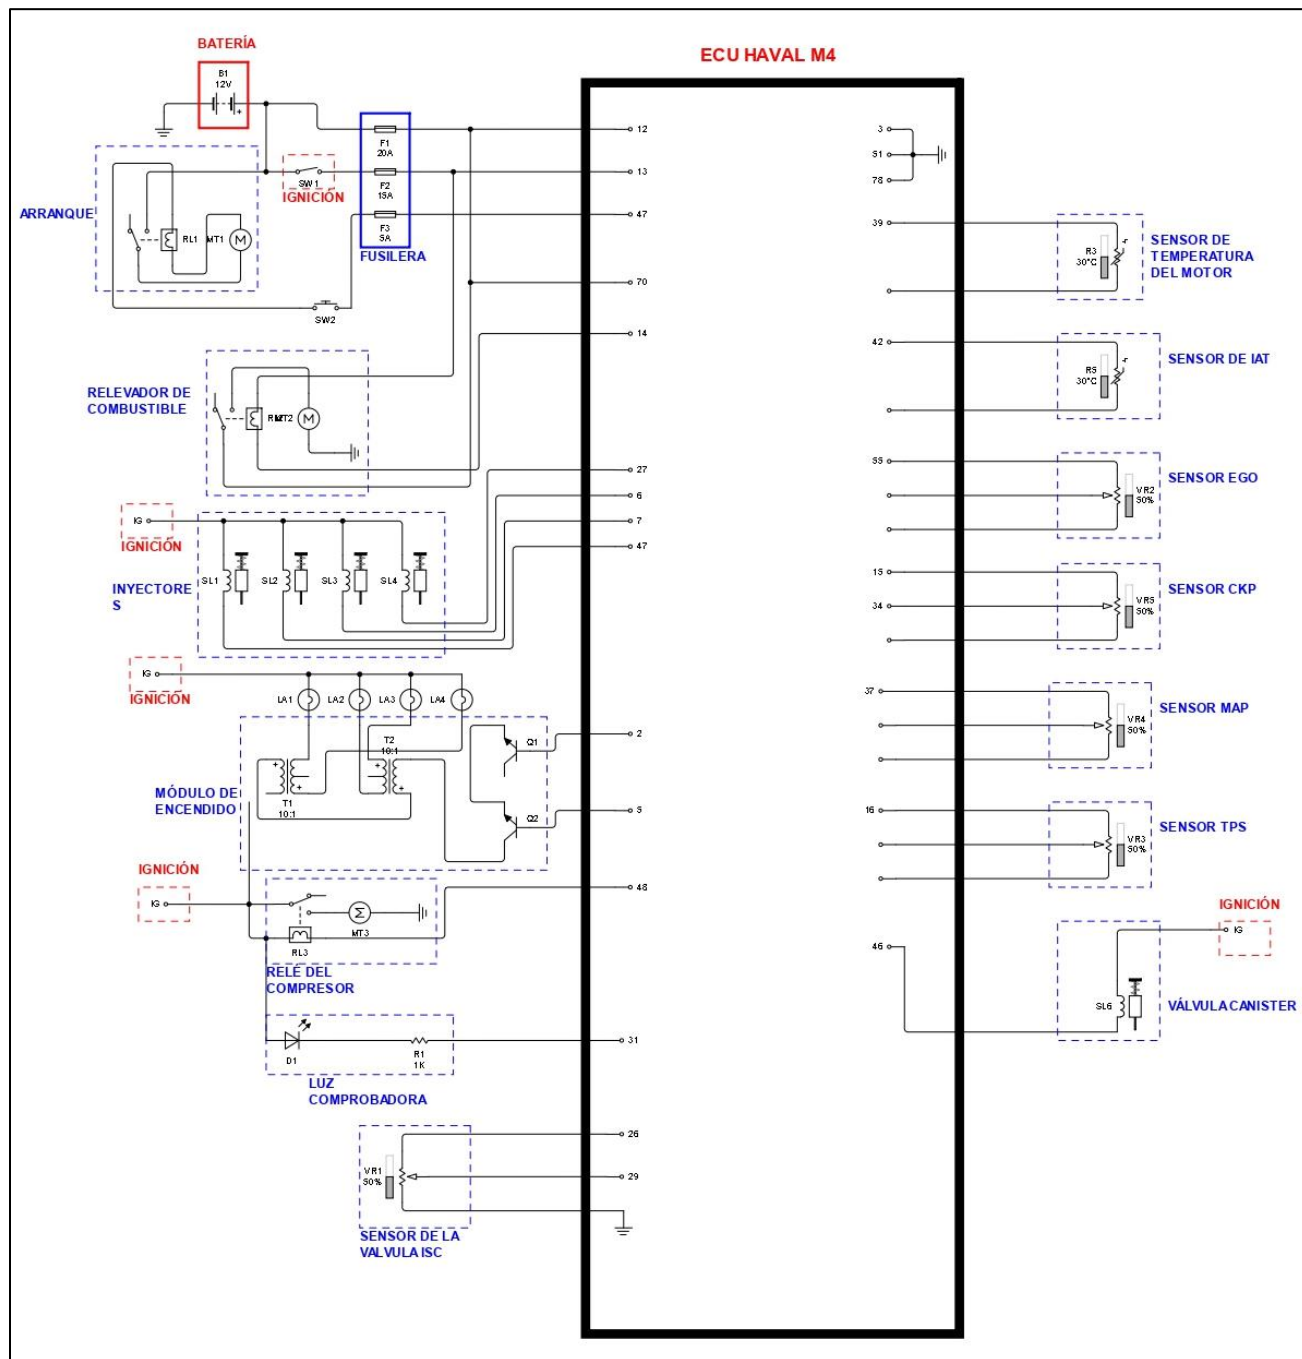 BATERÍA
B1
12V
ECU HAVAL M4
F1
20A
12
3
SW1
IGNICIÓN
F2
15A
13
51
78
ARRANQUE
RL1
MT1
F3
5A
FUSILERA
47
39
R3
30°C
SENSOR DE
TEMPERATURA
DEL MOTOR
SW2
70
14
42
R5
30°C
SENSOR DE IAT
RELEVADOR DE
COMBUSTIBLE
MT2
M
27
6
7
47
55
VR2
50%
SENSOR EGO
IG
IGNICIÓN
SL1
SL2
SL3
SL4
INYECTORE
S
15
34
VR5
50%
SENSOR CKP
IG
IGNICIÓN
LA1
LA2
LA3
LA4
37
VR4
50%
SENSOR MAP
T2
10:1
Q1
2
MÓDULO DE
ENCENDIDO
T1
10:1
Q2
5
16
VR3
50%
SENSOR TPS
IGNICIÓN
IG
MT3
RL3
48
RELÉ DEL
COMPRESOR
46
IGNICIÓN
IG
SL6
VÁLVULA CANISTER
D1
R1
1K
31
LUZ
COMPROBADORA
VR1
50%
26
29
SENSOR DE LA
VALVULA ISC